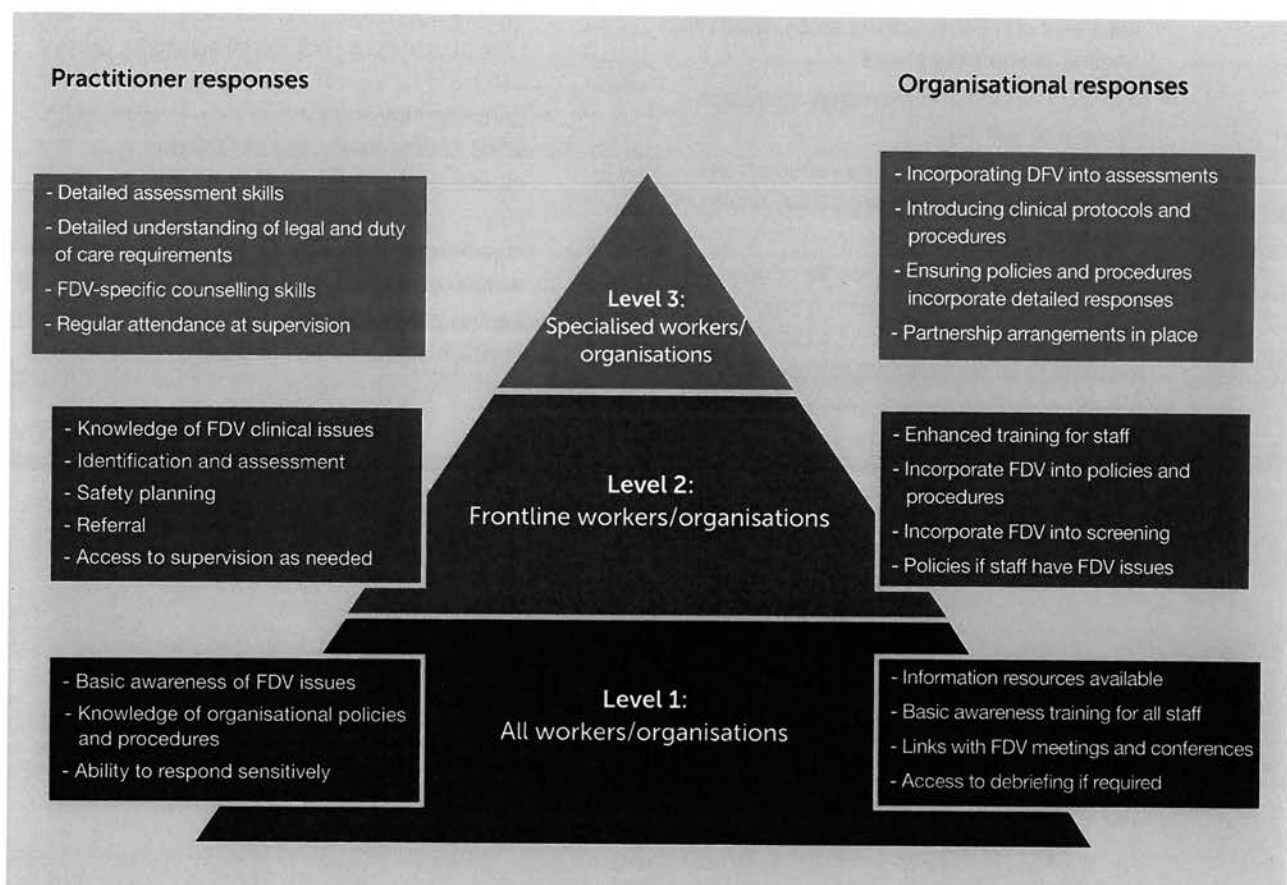 Practitioner responses
- Detailed assessment skills
- Detailed understanding of legal and duty
of care requirements
- FDV-specific counselling skills
- Regular attendance at supervision
- Knowledge of FDV clinical issues
- Identification and assessment
- Safety planning
- Referral
- Access to supervision as needed
- Basic awareness of FDV issues
- Knowledge of organisational policies
and procedures
- Ability to respond sensitively
Level 3:
Specialised workers/
organisations
Level 2:
Frontline workers/organisations
Level 1:
All workers/organisations
Organisational responses
- Incorporating DFV into assessments
- Introducing clinical protocols and
procedures
- Ensuring policies and procedures
incorporate detailed responses
- Partnership arrangements in place
- Enhanced training for staff
- Incorporate FDV into policies and
procedures
- Incorporate FDV into screening
- Policies if staff have FDV issues
- Information resources available
- Basic awareness training for all staff
- Links with FDV meetings and conferences
- Access to debriefing if required